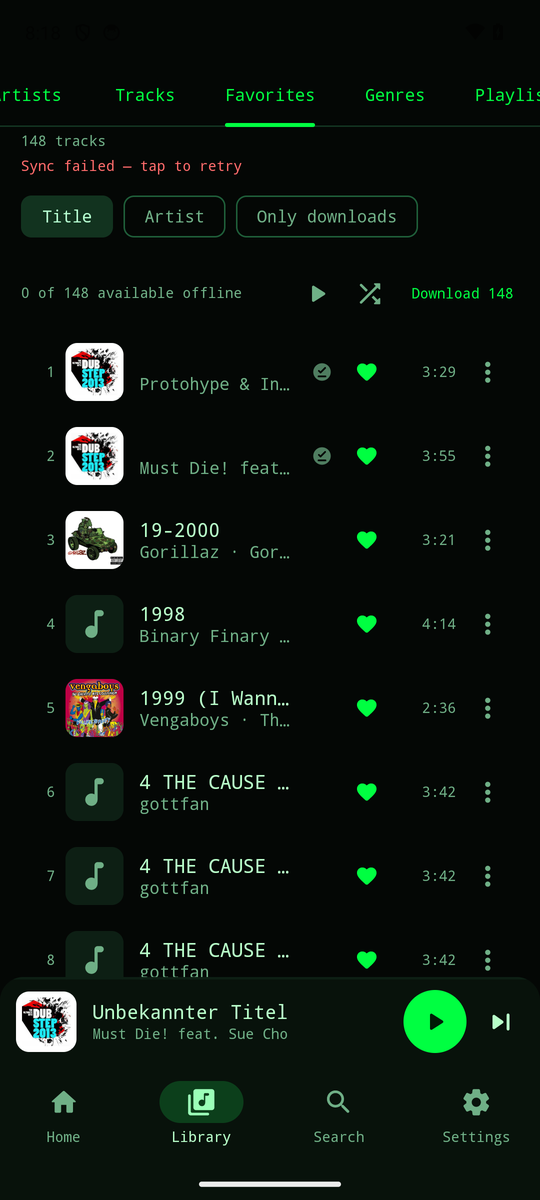 Artists Tracks Favorites Genres Playlis
148 tracks
Sync failed — tap to retry
Title Artist Only downloads
0 of 148 available offline Download 148
1 Protohype & In… 3:29
2 Must Die! feat… 3:55
3 19-2000 3:21
Gorillaz · Gor…
4 1998 4:14
Binary Finary …
5 1999 (I Wann… 2:36
Vengaboys · Th…
6 4 THE CAUSE … 3:42
gottfan
7 4 THE CAUSE … 3:42
gottfan
8 4 THE CAUSE … 3:42
gottfan
DUB
STEP
2013
Unbekannter Titel
Must Die! feat. Sue Cho
Home Library Search Settings